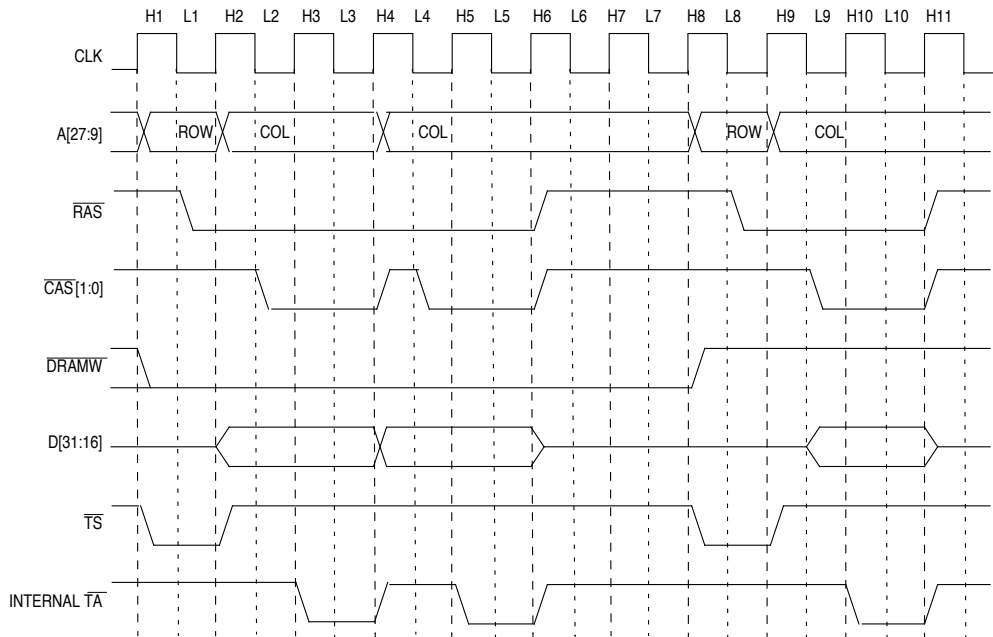 H1 L1 H2 L2 H3 L3 H4 L4 H5 L5 H6 L6 H7 L7 H8 L8 H9 L9 H10 L10 H11
CLK
A[27:9] ROW COL COL ROW COL
RAS
CAS[1:0]
DRAMW
D[31:16]
TS
INTERNAL TA